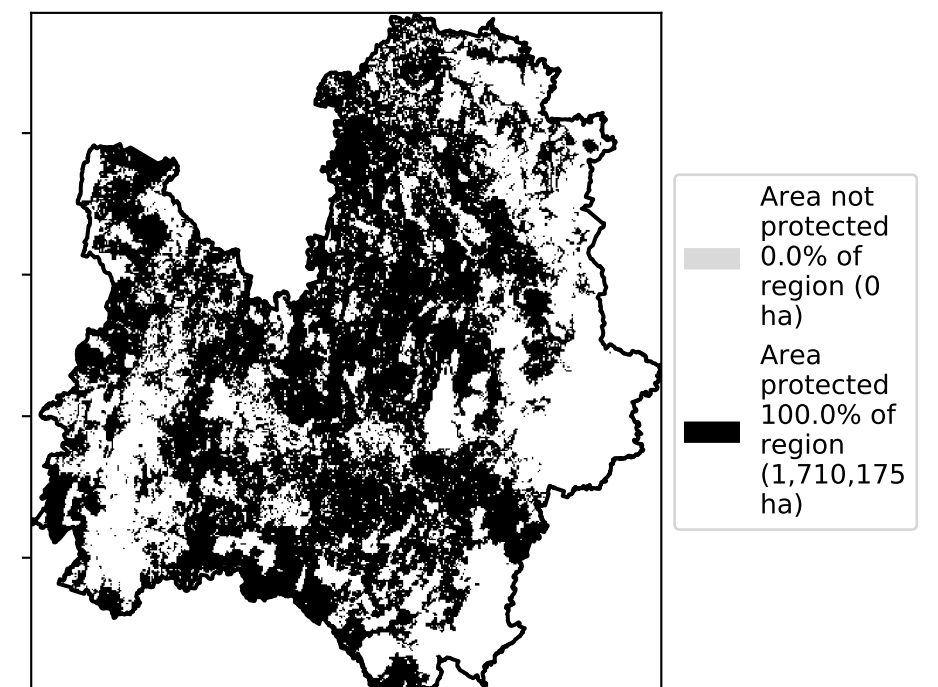 Area not
protected
0.0% of
region (0
ha)
Area
protected
100.0% of
region
(1,710,175
ha)